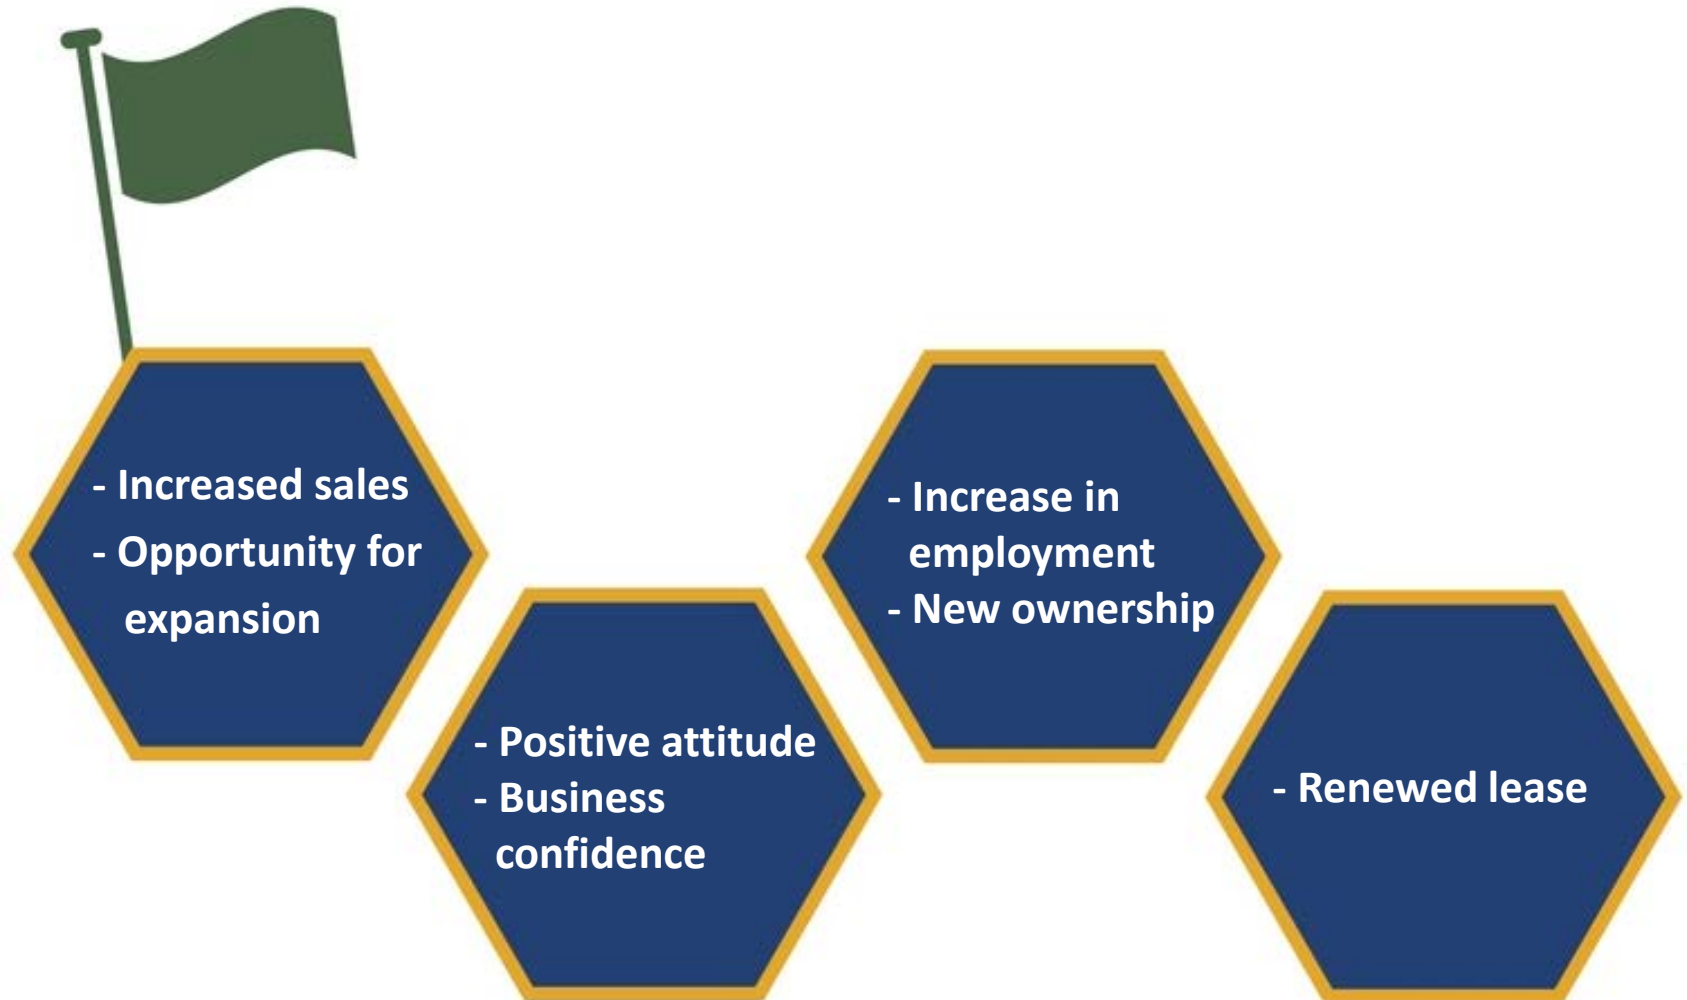 - Increased sales
- Opportunity for
expansion
- Positive attitude
- Business
confidence
- Increase in
employment
- New ownership
- Renewed lease